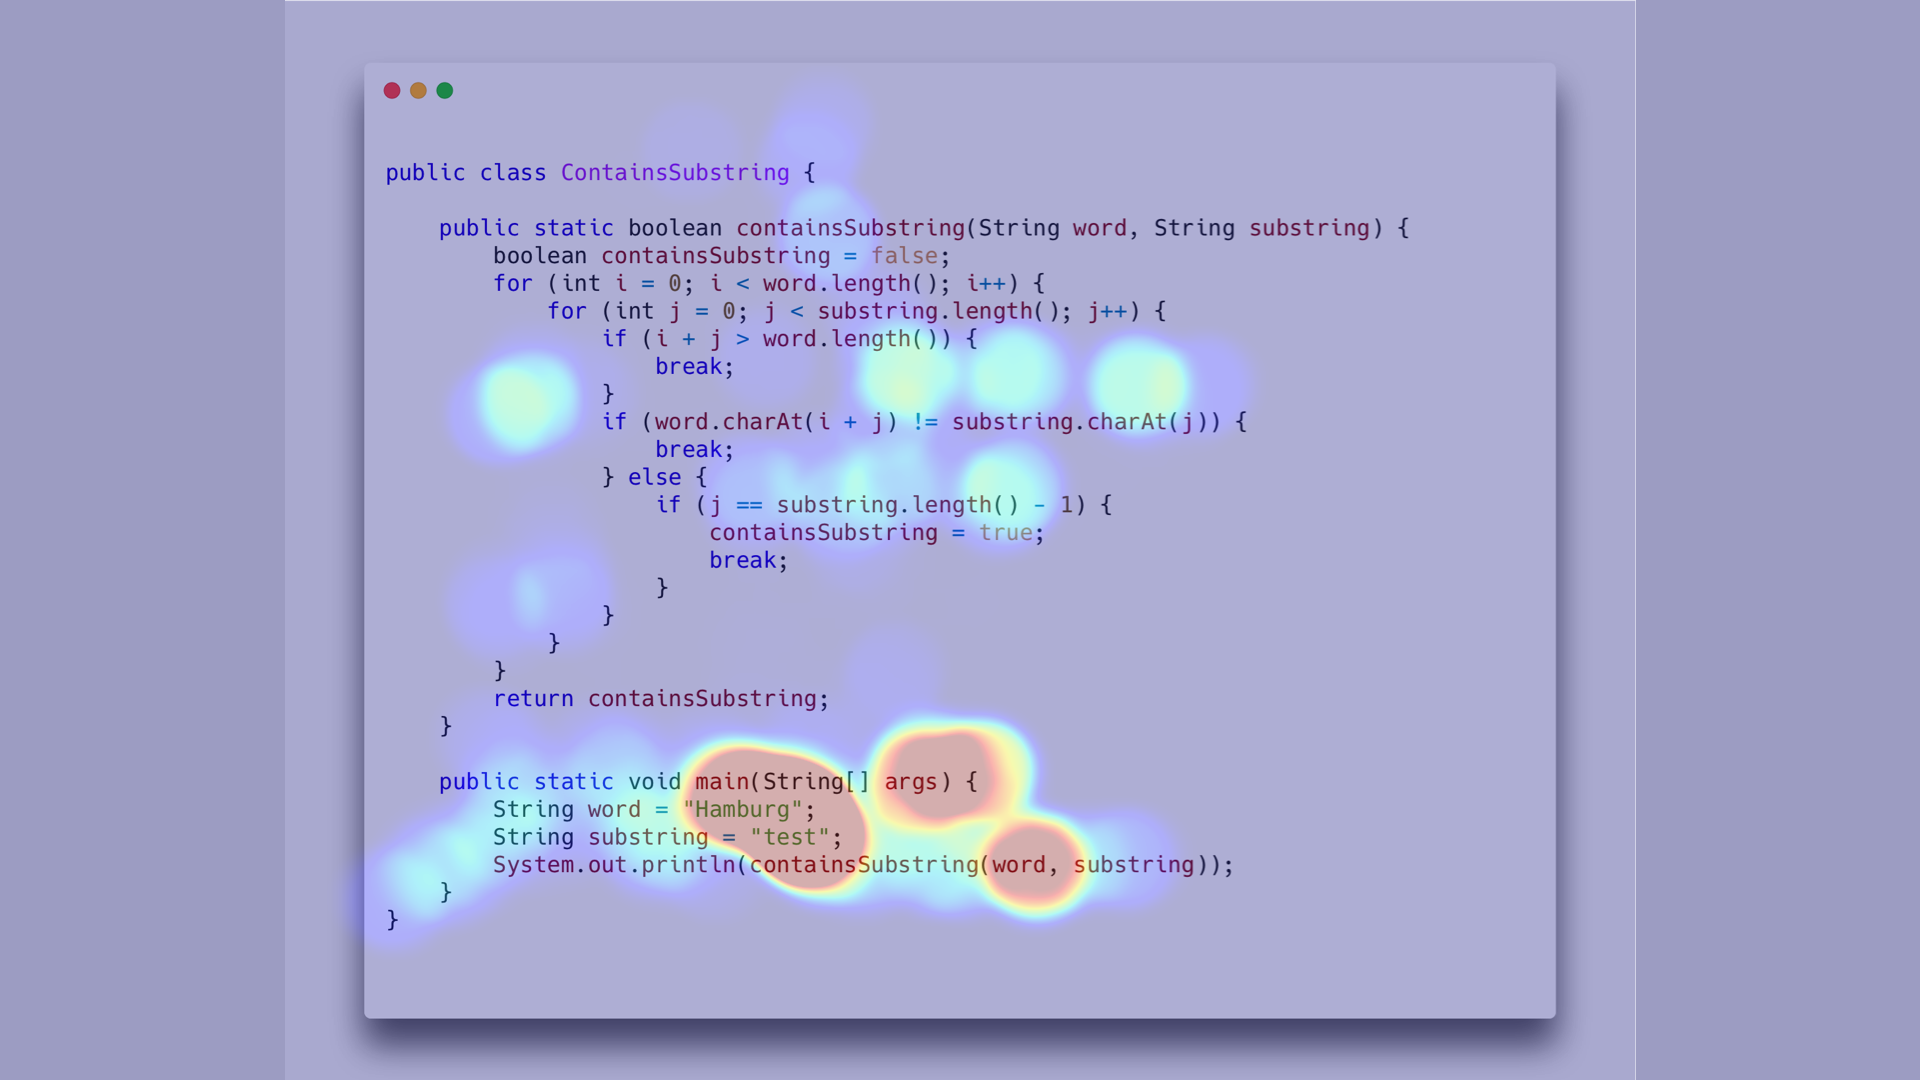 public class ContainsSubstring {
    public static boolean containsSubstring(String word, String substring) {
        boolean containsSubstring = false;
        for (int i = 0; i < word.length(); i++) {
            for (int j = 0; j < substring.length(); j++) {
                if (i + j > word.length()) {
                    break;
                }
                if (word.charAt(i + j) != substring.charAt(j)) {
                    break;
                } else {
                    if (j == substring.length() - 1) {
                        containsSubstring = true;
                        break;
                    }
                }
            }
        }
        return containsSubstring;
    }
    public static void main(String[] args) {
        String word = "Hamburg";
        String substring = "test";
        System.out.println(containsSubstring(word, substring));
    }
}